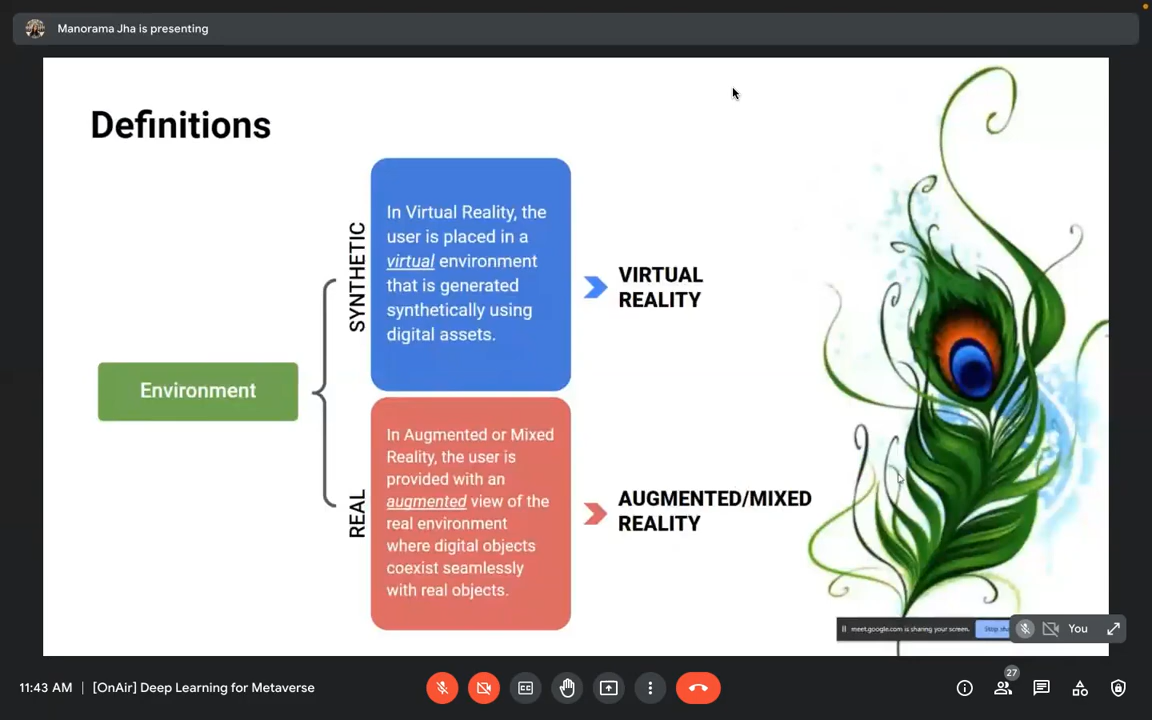 Manorama Jha is presenting
Definitions
SYNTHETIC
In Virtual Reality, the
user is placed in a
virtual environment
that is generated
synthetically using
digital assets.
VIRTUAL
REALITY
Environment
REAL
In Augmented or Mixed
Reality, the user is
provided with an
augmented view of the
real environment
where digital objects
coexist seamlessly
with real objects.
AUGMENTED/MIXED
REALITY
meet.google.com is sharing your screen.
Stop
You
11:43 AM | [OnAir] Deep Learning for Metaverse
27